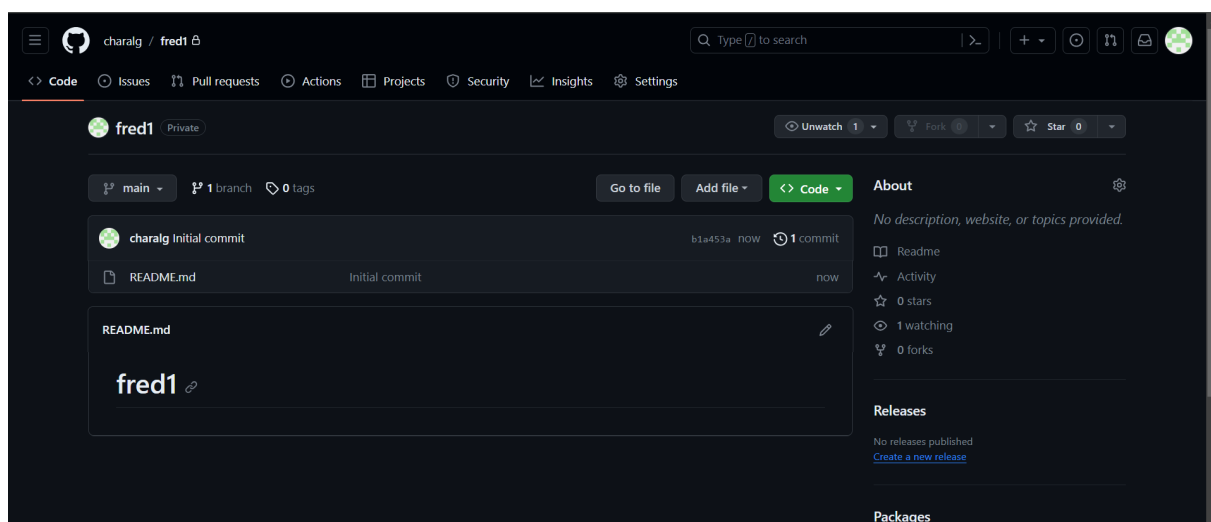 charalg / fred1
Type / to search
Code Issues Pull requests Actions Projects Security Insights Settings
fred1 Private
Unwatch 1 Fork 0 Star 0
main 1 branch 0 tags Go to file Add file Code
charalg Initial commit b1a453a now 1 commit
README.md Initial commit now
README.md
fred1
About
No description, website, or topics provided.
Readme
Activity
0 stars
1 watching
0 forks
Releases
No releases published
Create a new release
Packages